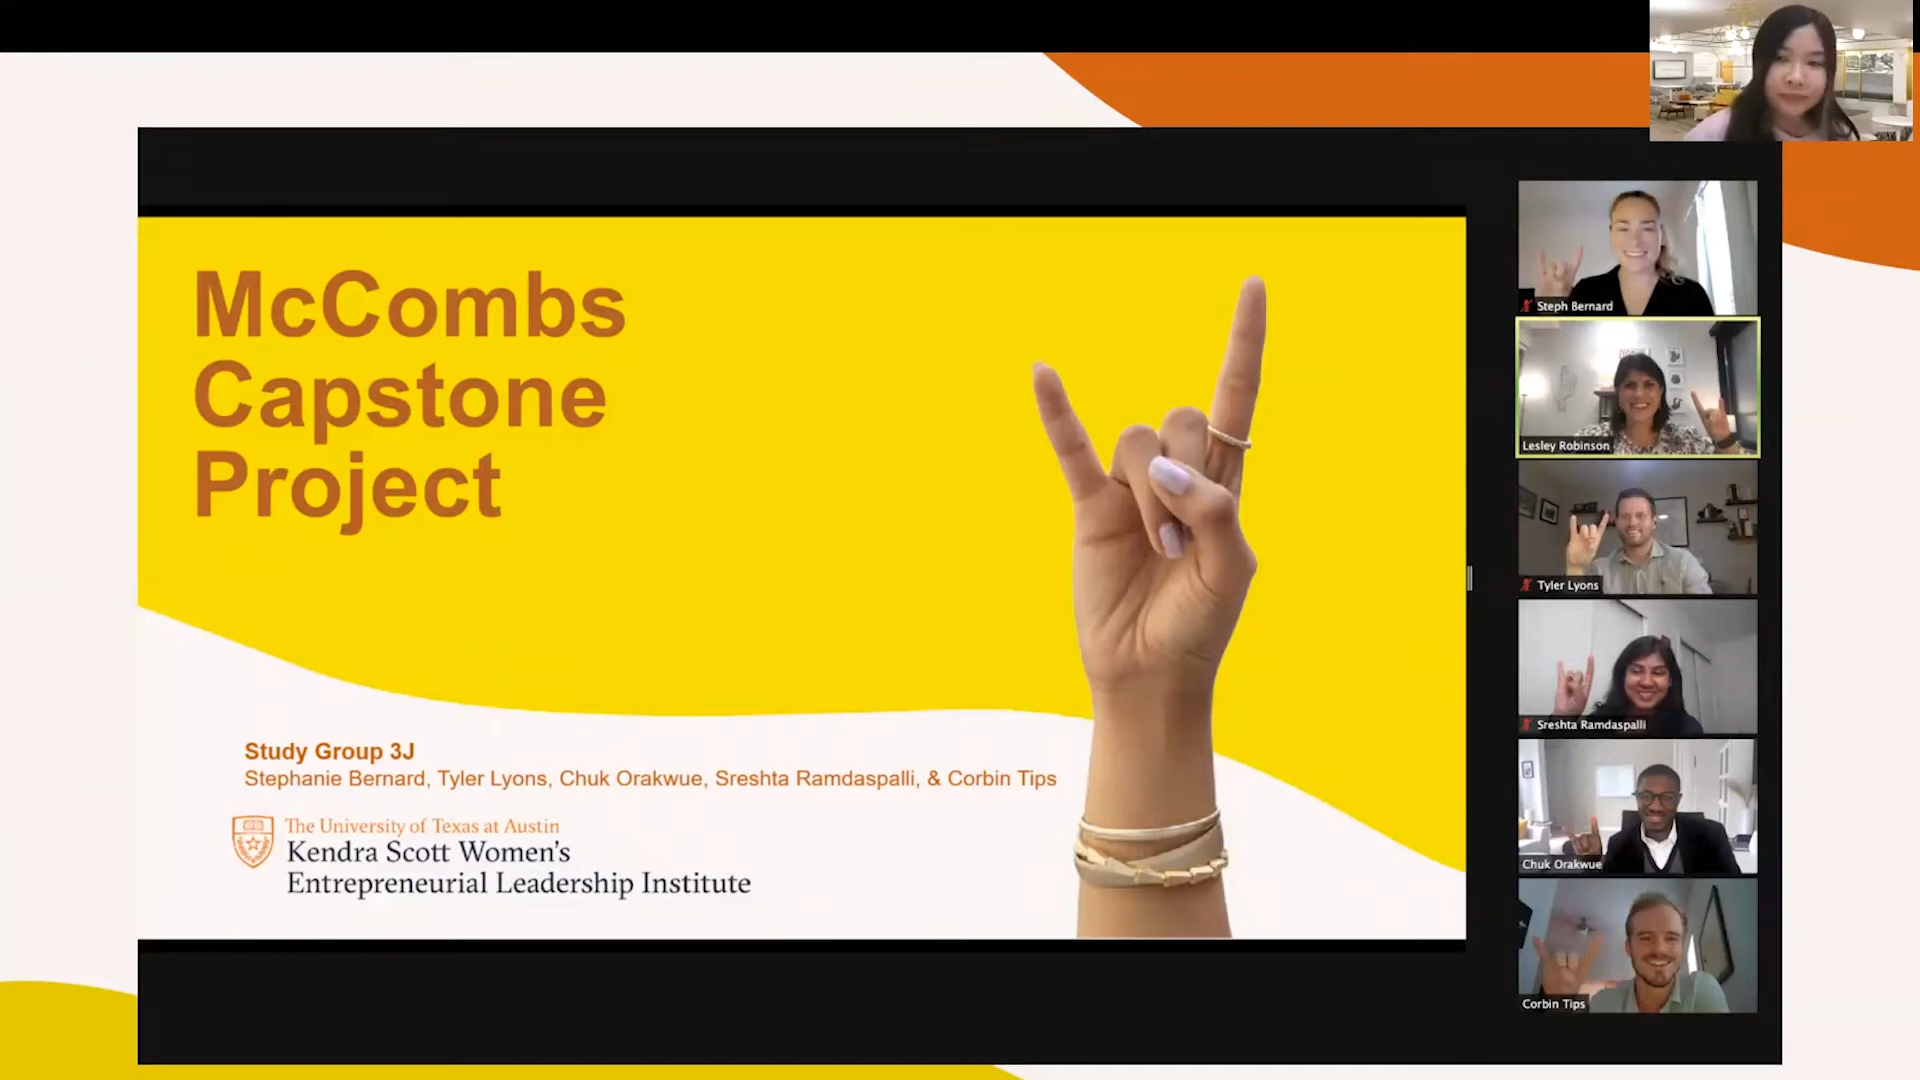 McCombs
Capstone
Project
Study Group 3J
Stephanie Bernard, Tyler Lyons, Chuk Orakwue, Sreshta Ramdaspalli, & Corbin Tips
The University of Texas at Austin
Kendra Scott Women's
Entrepreneurial Leadership Institute
Steph Bernard
Lesley Robinson
Tyler Lyons
Sreshta Ramdaspalli
Chuk Orakwue
Corbin Tips